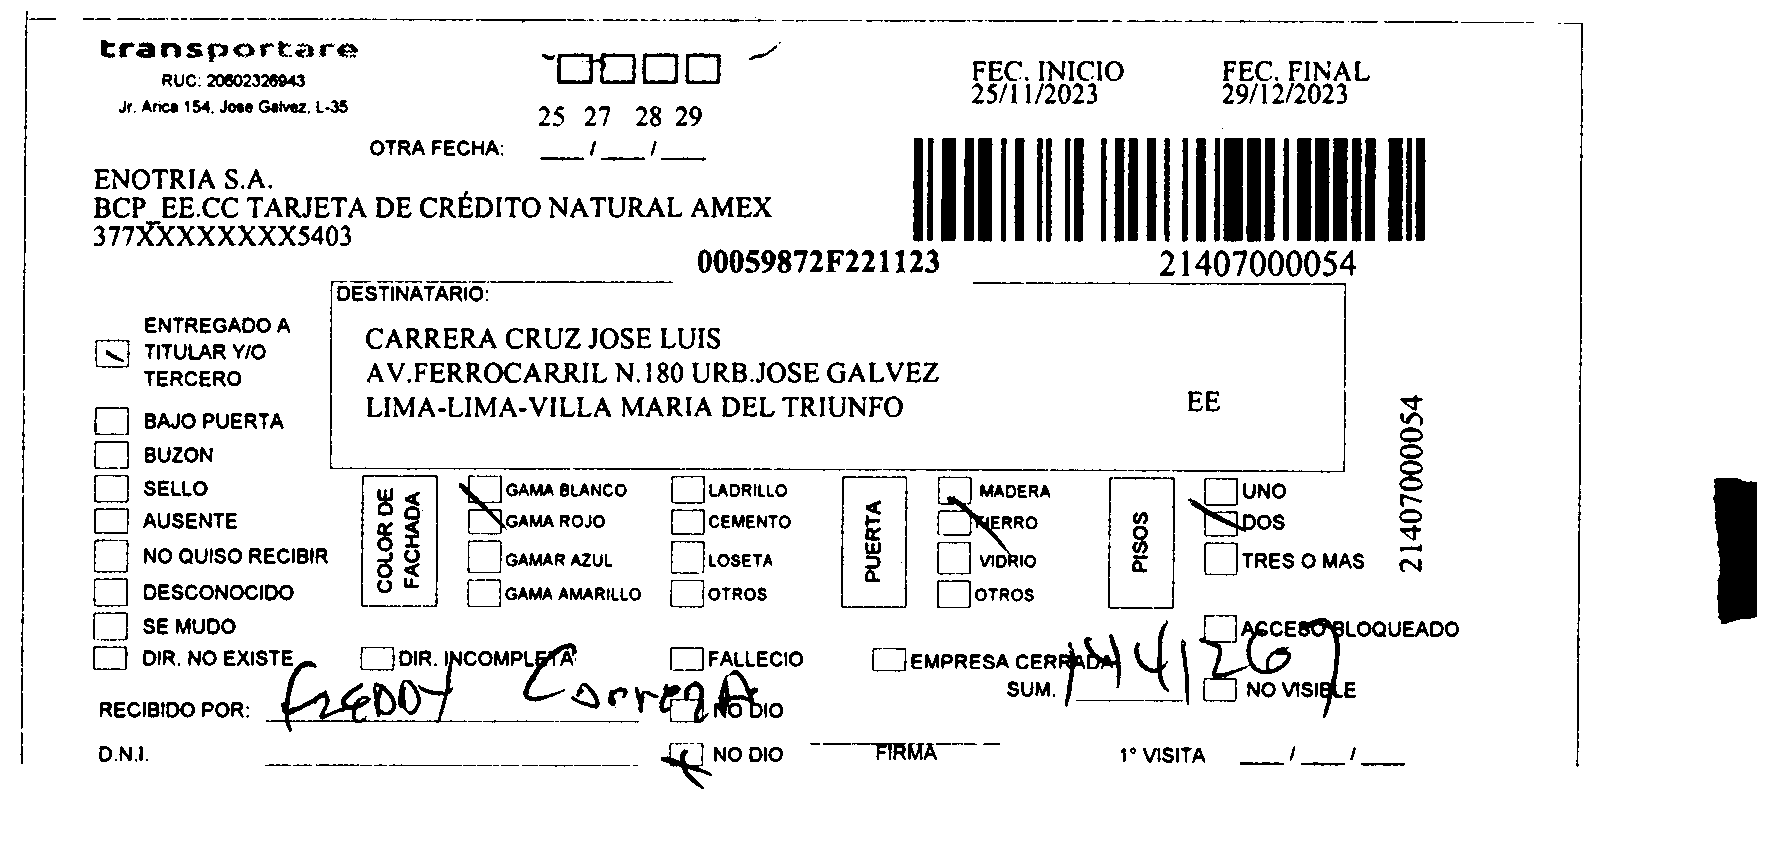 transportare
RUC: 20602326943
Jr. Arica 154, Jose Galvez, L-35
25 27 28 29
OTRA FECHA: ___/___/___
FEC. INICIO FEC. FINAL
25/11/2023 29/12/2023
ENOTRIA S.A.
BCP_EE.CC TARJETA DE CRÉDITO NATURAL AMEX
377XXXXXXXXX5403
00059872F221123 21407000054
DESTINATARIO:
CARRERA CRUZ JOSE LUIS
AV.FERROCARRIL N.180 URB.JOSE GALVEZ
LIMA-LIMA-VILLA MARIA DEL TRIUNFO EE
21407000054
ENTREGADO A
TITULAR Y/O
TERCERO
BAJO PUERTA
BUZON
SELLO
AUSENTE
NO QUISO RECIBIR
DESCONOCIDO
SE MUDO
DIR. NO EXISTE
COLOR DE
FACHADA
GAMA BLANCO
GAMA ROJO
GAMAR AZUL
GAMA AMARILLO
LADRILLO
CEMENTO
LOSETA
OTROS
PUERTA
MADERA
FIERRO
VIDRIO
OTROS
PISOS
UNO
DOS
TRES O MAS
ACCESO BLOQUEADO
DIR. INCOMPLETA FALLECIO EMPRESA CERRADA
SUM. 1441267 NO VISIBLE
RECIBIDO POR: FREDDY NO DIO
D.N.I. NO DIO FIRMA 1° VISITA ___/___/___